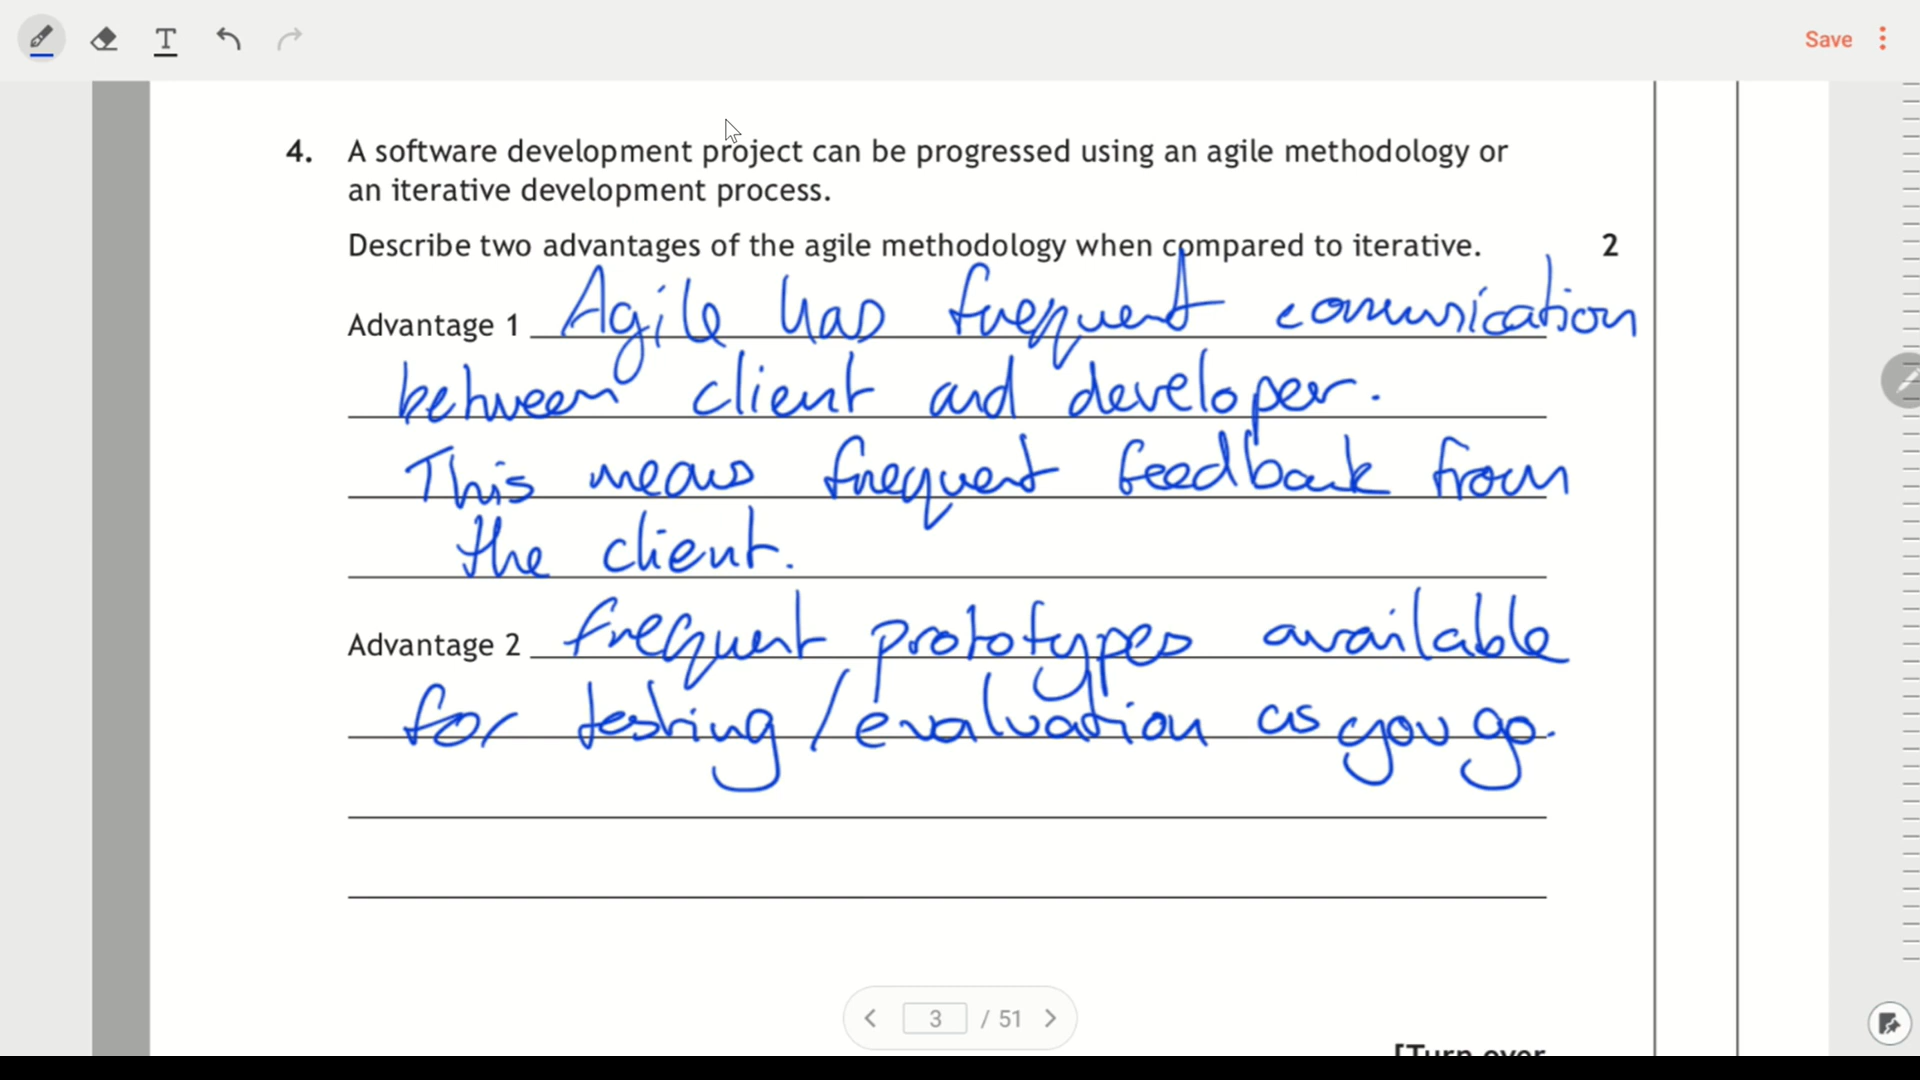 Save
4. A software development project can be progressed using an agile methodology or
an iterative development process.
Describe two advantages of the agile methodology when compared to iterative. 2
Advantage 1 Agile has frequent comunication
between client and developer.
This means frequent feedback from
the client.
Advantage 2 frequent prototypes available
for testing/evaluation as you go.
3 / 51
[Turn over